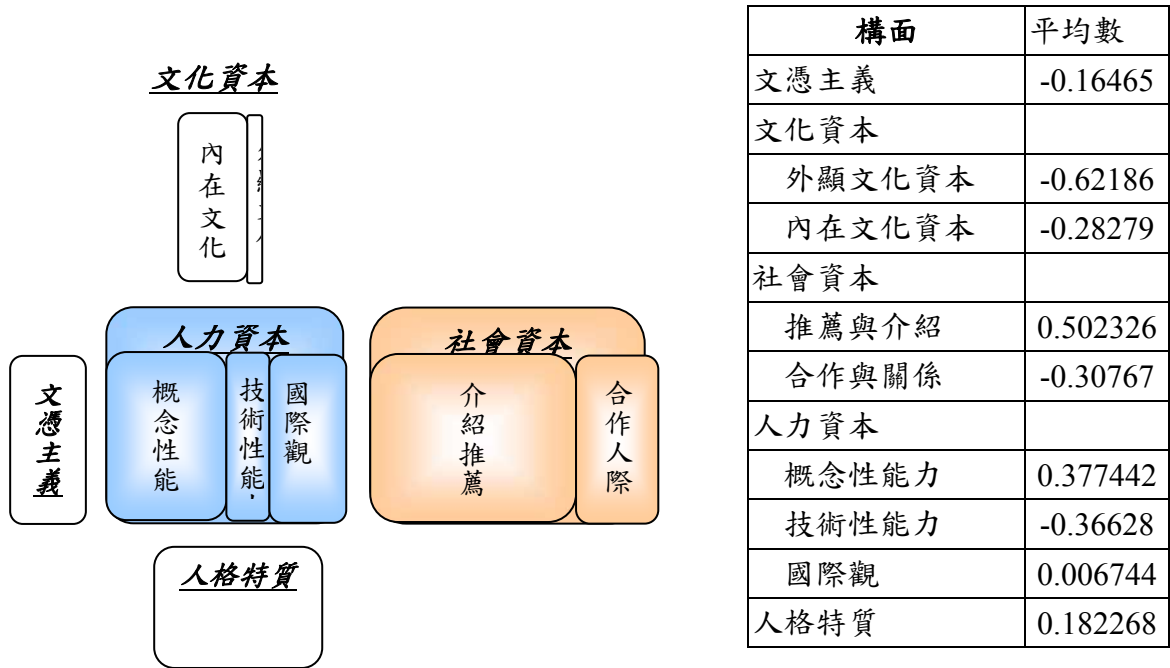 文化資本
內在文化
人力資本
概念性能
技術性能
國際觀
社會資本
介紹推薦
合作人際
文憑主義
人格特質
構面 平均數
文憑主義 -0.16465
文化資本
外顯文化資本 -0.62186
內在文化資本 -0.28279
社會資本
推薦與介紹 0.502326
合作與關係 -0.30767
人力資本
概念性能力 0.377442
技術性能力 -0.36628
國際觀 0.006744
人格特質 0.182268